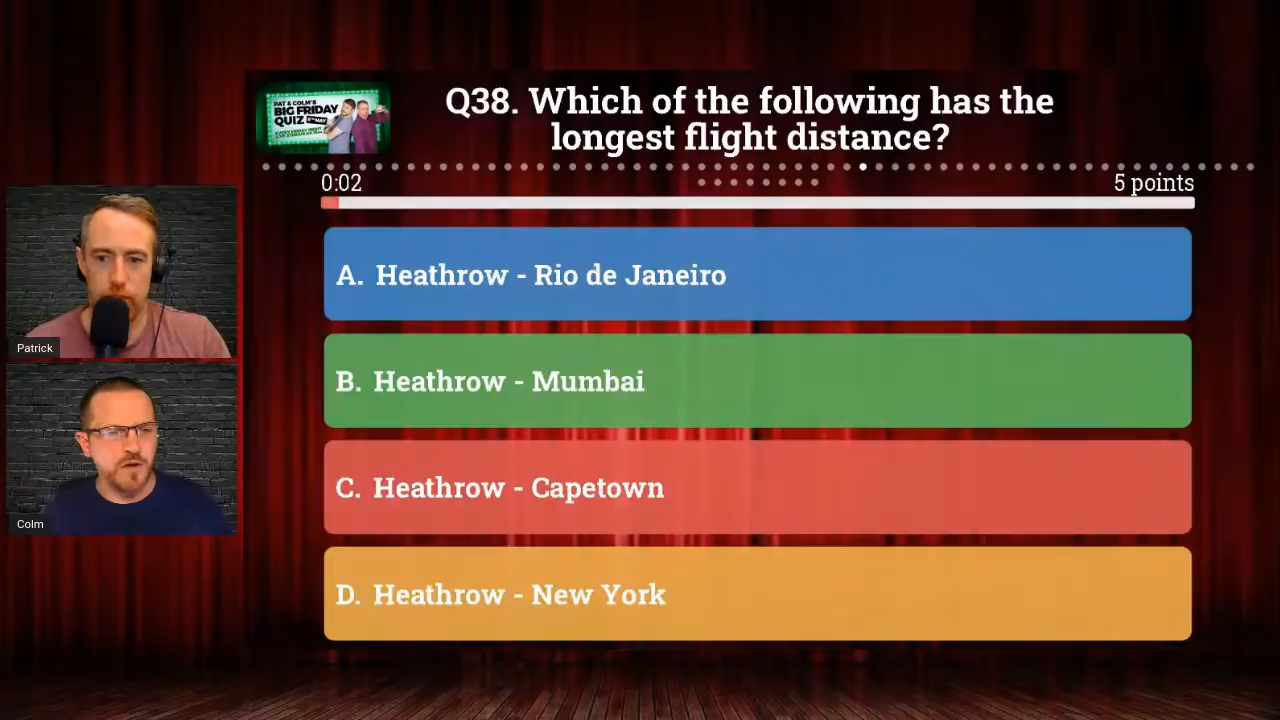 PAT & COLM'S
BIG FRIDAY
QUIZ
Q38. Which of the following has the
longest flight distance?
0:02
5 points
A. Heathrow - Rio de Janeiro
B. Heathrow - Mumbai
C. Heathrow - Capetown
D. Heathrow - New York
Patrick
Colm